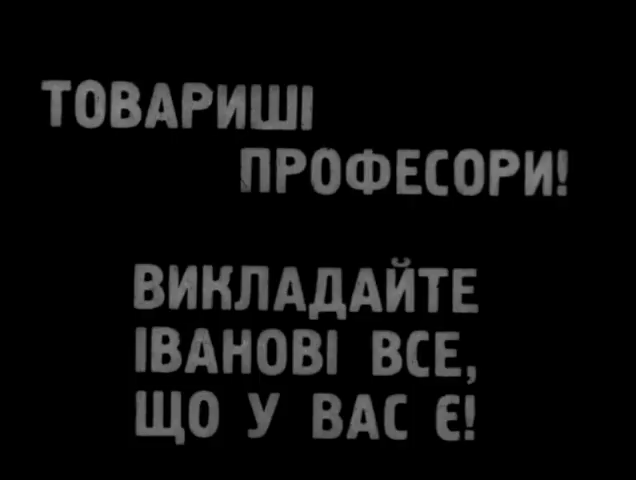 ТОВАРИШІ
ПРОФЕСОРИ!
ВИКЛАДАЙТЕ
ІВАНОВІ ВСЕ,
ЩО У ВАС Є!